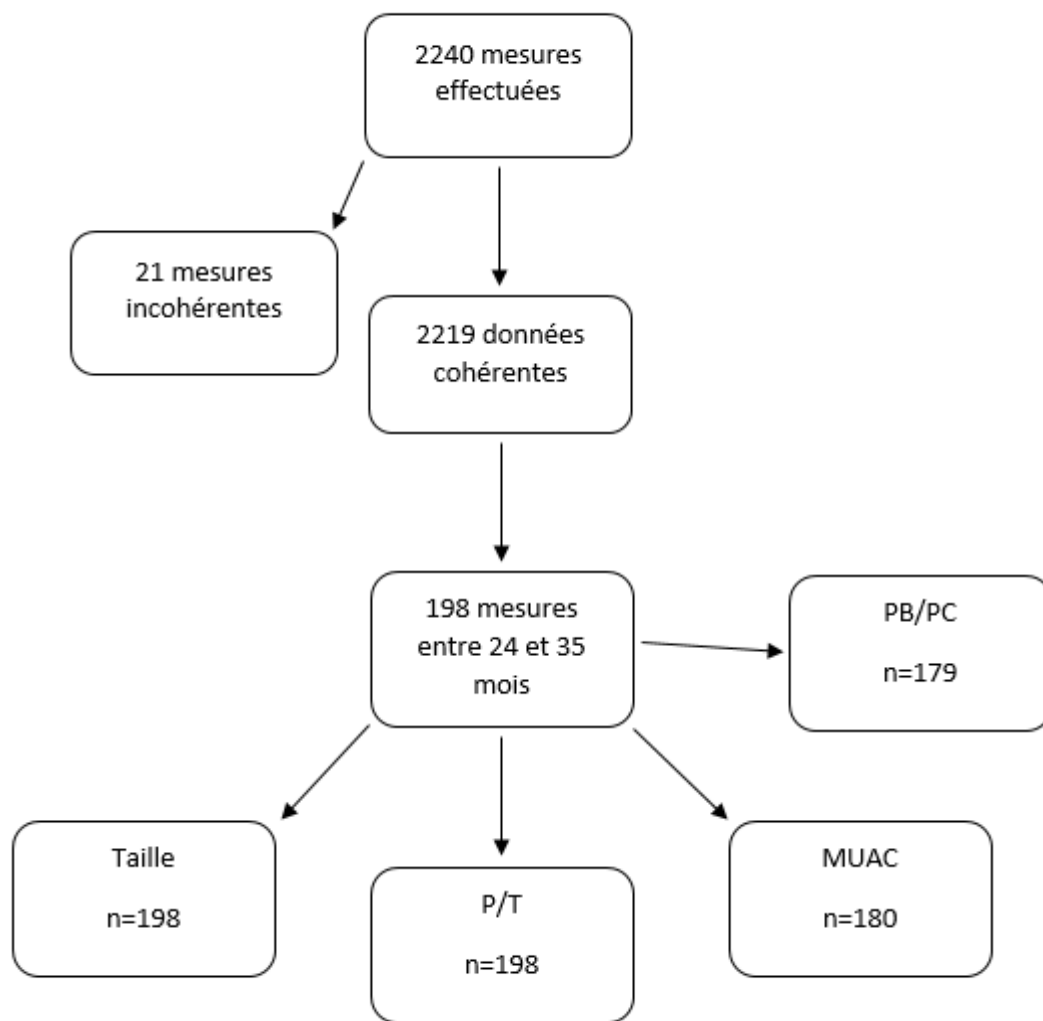 2240 mesures
effectuées
21 mesures
incohérentes
2219 données
cohérentes
198 mesures
entre 24 et 35
mois
PB/PC
n=179
Taille
n=198
P/T
n=198
MUAC
n=180